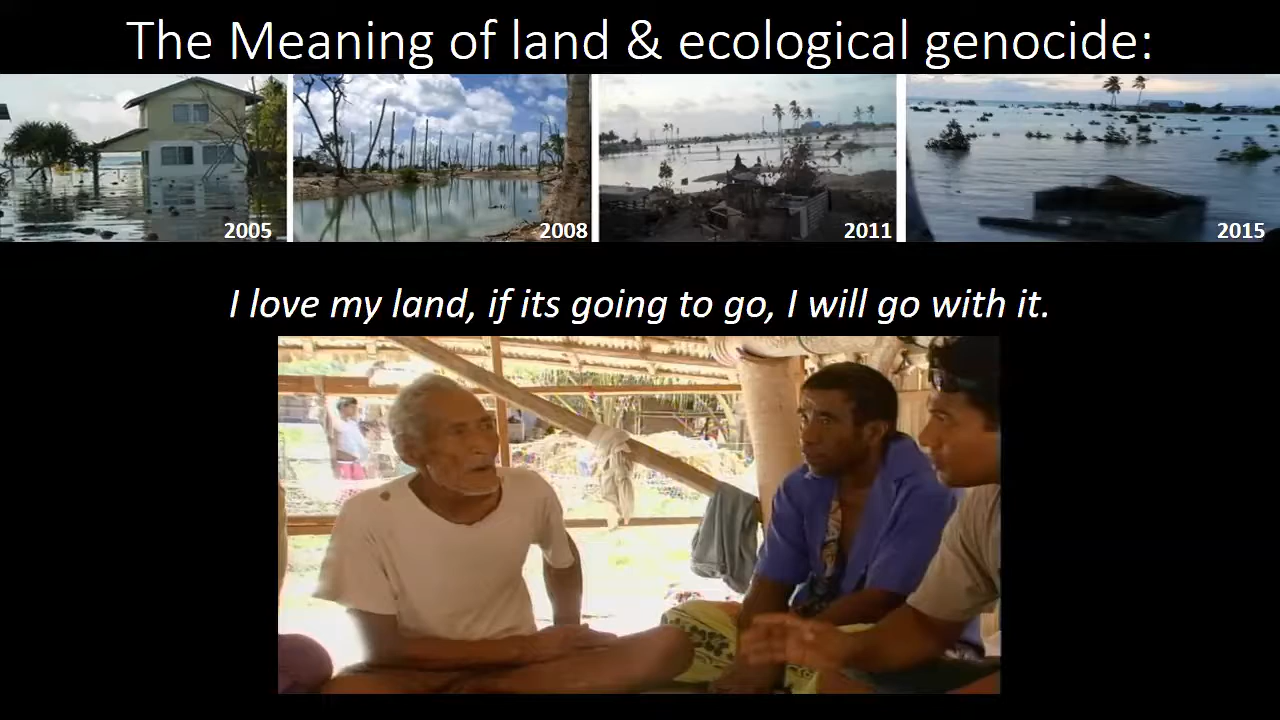 The Meaning of land & ecological genocide:
2005
2008
2011
2015
I love my land, if its going to go, I will go with it.